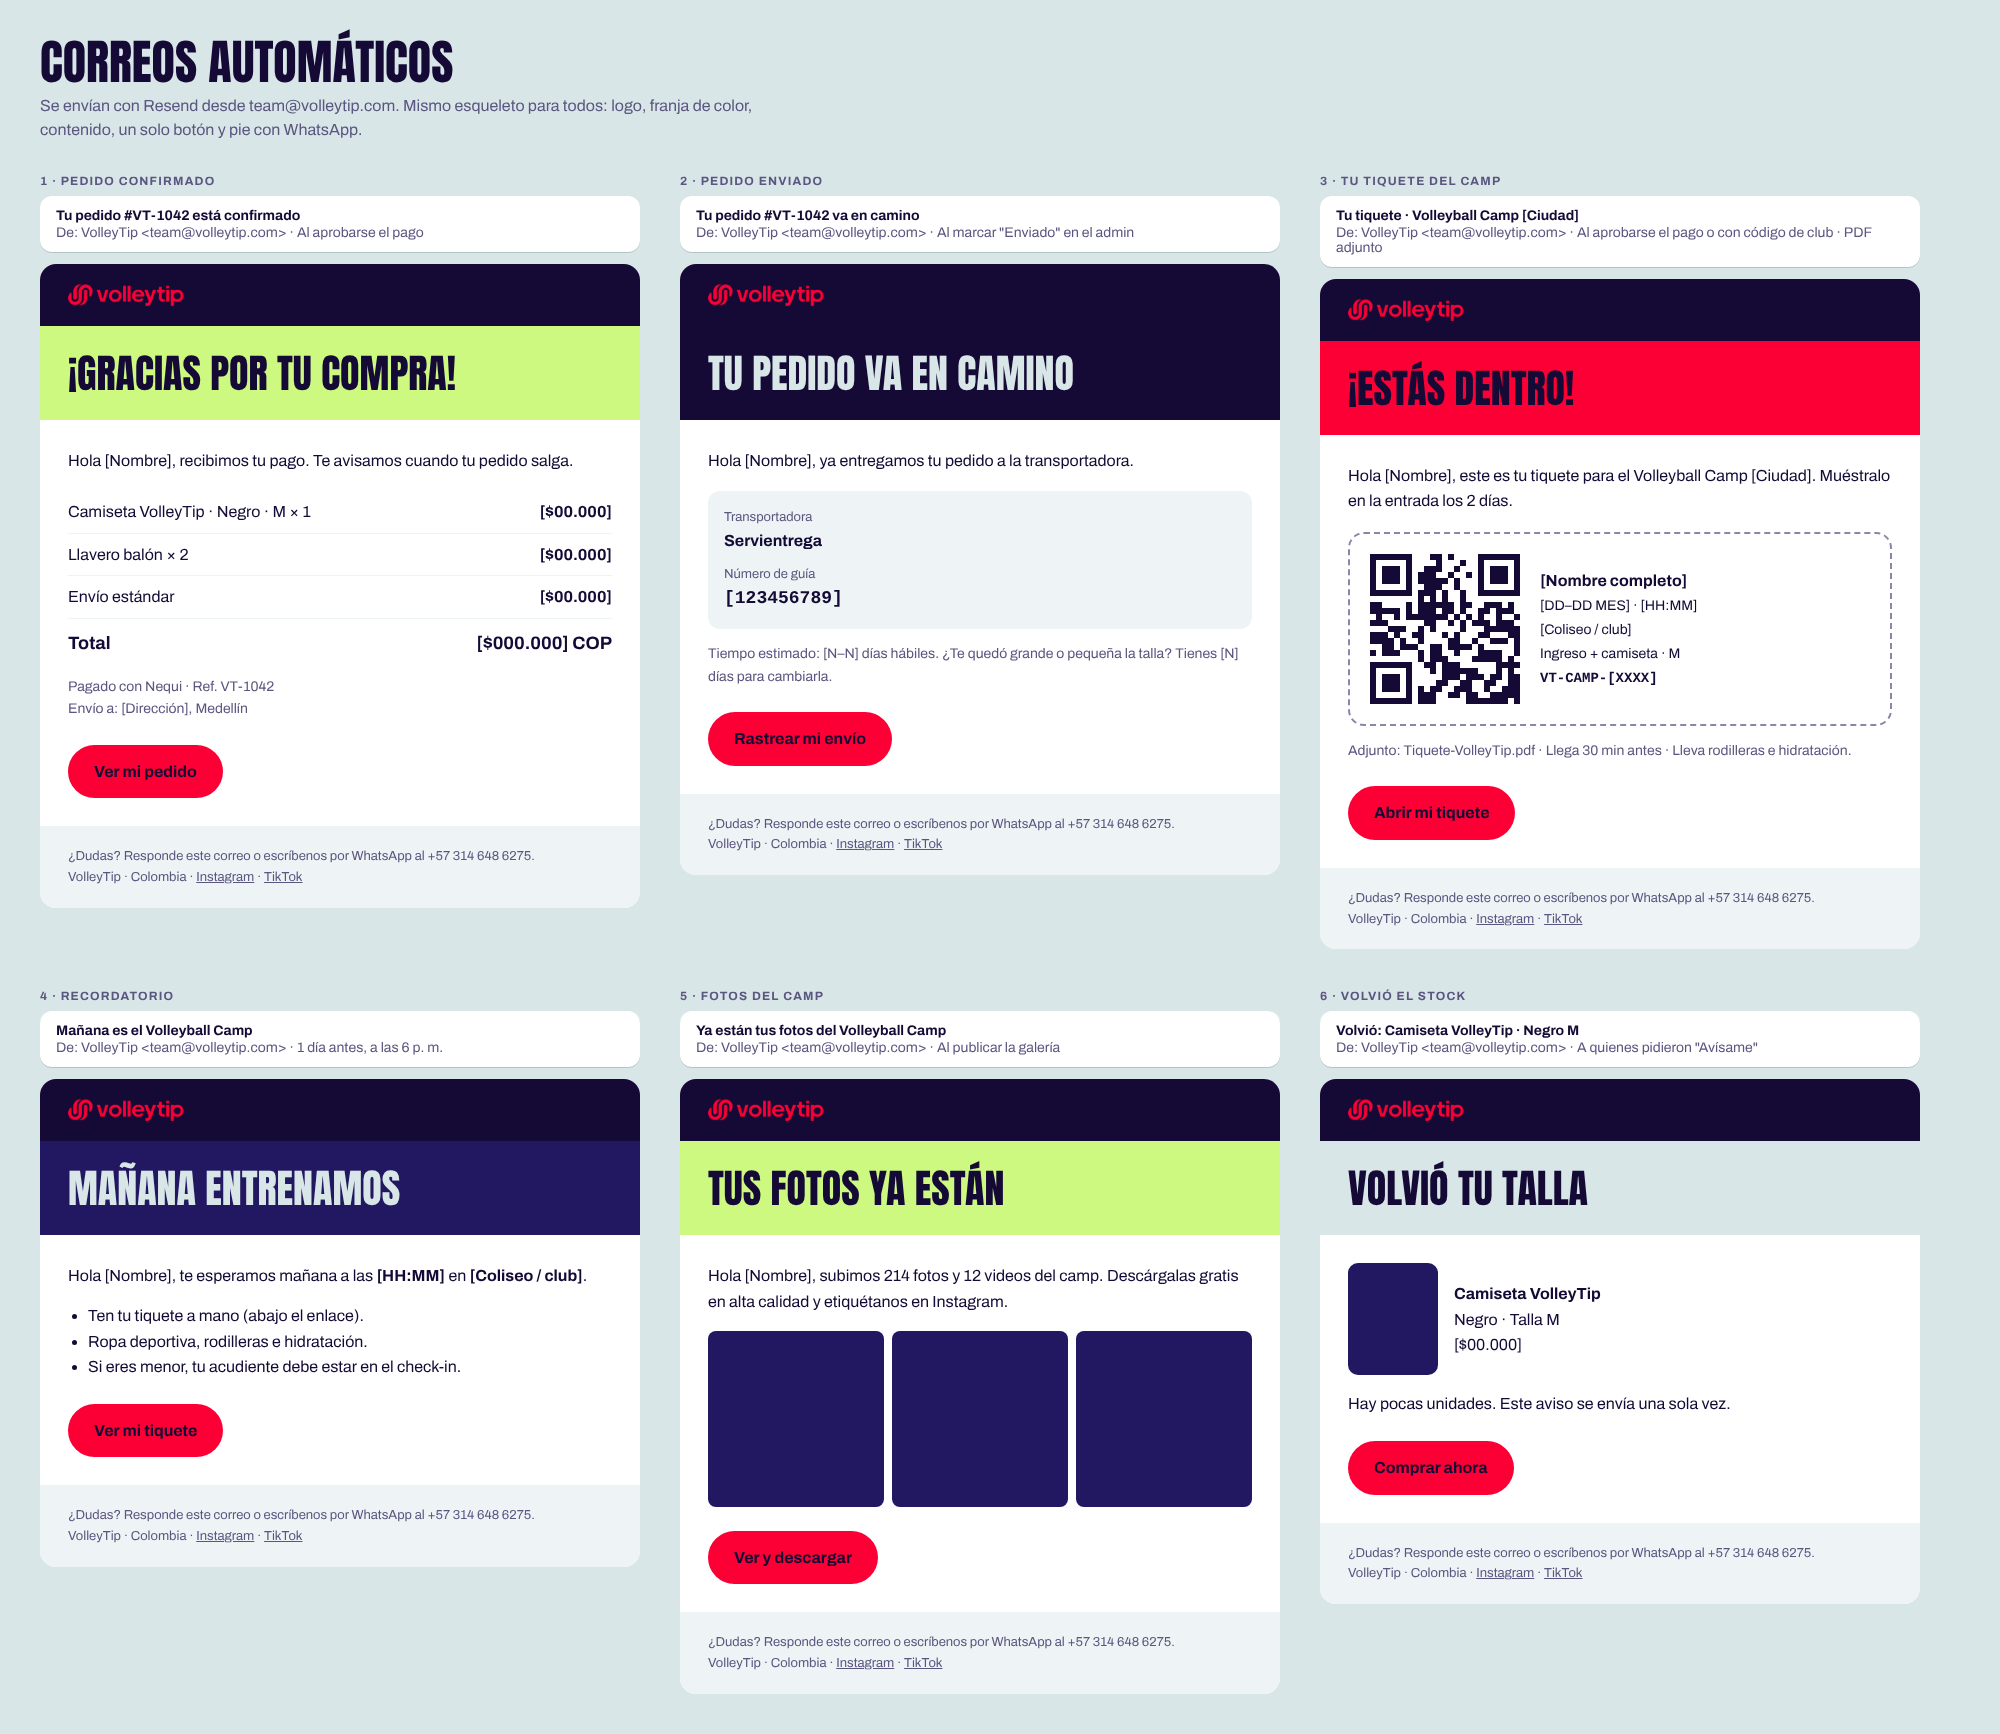 CORREOS AUTOMÁTICOS
Se envían con Resend desde team@volleytip.com. Mismo esqueleto para todos: logo, franja de color,
contenido, un solo botón y pie con WhatsApp.
1 · PEDIDO CONFIRMADO
Tu pedido #VT-1042 está confirmado
De: VolleyTip <team@volleytip.com> · Al aprobarse el pago
volleytip
¡GRACIAS POR TU COMPRA!
Hola [Nombre], recibimos tu pago. Te avisamos cuando tu pedido salga.
Camiseta VolleyTip · Negro · M × 1 [$00.000]
Llavero balón × 2 [$00.000]
Envío estándar [$00.000]
Total [$000.000] COP
Pagado con Nequi · Ref. VT-1042
Envío a: [Dirección], Medellín
Ver mi pedido
¿Dudas? Responde este correo o escríbenos por WhatsApp al +57 314 648 6275.
VolleyTip · Colombia · Instagram · TikTok
2 · PEDIDO ENVIADO
Tu pedido #VT-1042 va en camino
De: VolleyTip <team@volleytip.com> · Al marcar "Enviado" en el admin
volleytip
TU PEDIDO VA EN CAMINO
Hola [Nombre], ya entregamos tu pedido a la transportadora.
Transportadora
Servientrega
Número de guía
[123456789]
Tiempo estimado: [N–N] días hábiles. ¿Te quedó grande o pequeña la talla? Tienes [N]
días para cambiarla.
Rastrear mi envío
¿Dudas? Responde este correo o escríbenos por WhatsApp al +57 314 648 6275.
VolleyTip · Colombia · Instagram · TikTok
3 · TU TIQUETE DEL CAMP
Tu tiquete · Volleyball Camp [Ciudad]
De: VolleyTip <team@volleytip.com> · Al aprobarse el pago o con código de club · PDF
adjunto
volleytip
¡ESTÁS DENTRO!
Hola [Nombre], este es tu tiquete para el Volleyball Camp [Ciudad]. Muéstralo
en la entrada los 2 días.
[Nombre completo]
[DD–DD MES] · [HH:MM]
[Coliseo / club]
Ingreso + camiseta · M
VT-CAMP-[XXXX]
Adjunto: Tiquete-VolleyTip.pdf · Llega 30 min antes · Lleva rodilleras e hidratación.
Abrir mi tiquete
¿Dudas? Responde este correo o escríbenos por WhatsApp al +57 314 648 6275.
VolleyTip · Colombia · Instagram · TikTok
4 · RECORDATORIO
Mañana es el Volleyball Camp
De: VolleyTip <team@volleytip.com> · 1 día antes, a las 6 p. m.
volleytip
MAÑANA ENTRENAMOS
Hola [Nombre], te esperamos mañana a las [HH:MM] en [Coliseo / club].
• Ten tu tiquete a mano (abajo el enlace).
• Ropa deportiva, rodilleras e hidratación.
• Si eres menor, tu acudiente debe estar en el check-in.
Ver mi tiquete
¿Dudas? Responde este correo o escríbenos por WhatsApp al +57 314 648 6275.
VolleyTip · Colombia · Instagram · TikTok
5 · FOTOS DEL CAMP
Ya están tus fotos del Volleyball Camp
De: VolleyTip <team@volleytip.com> · Al publicar la galería
volleytip
TUS FOTOS YA ESTÁN
Hola [Nombre], subimos 214 fotos y 12 videos del camp. Descárgalas gratis
en alta calidad y etiquétanos en Instagram.
Ver y descargar
¿Dudas? Responde este correo o escríbenos por WhatsApp al +57 314 648 6275.
VolleyTip · Colombia · Instagram · TikTok
6 · VOLVIÓ EL STOCK
Volvió: Camiseta VolleyTip · Negro M
De: VolleyTip <team@volleytip.com> · A quienes pidieron "Avísame"
volleytip
VOLVIÓ TU TALLA
Camiseta VolleyTip
Negro · Talla M
[$00.000]
Hay pocas unidades. Este aviso se envía una sola vez.
Comprar ahora
¿Dudas? Responde este correo o escríbenos por WhatsApp al +57 314 648 6275.
VolleyTip · Colombia · Instagram · TikTok